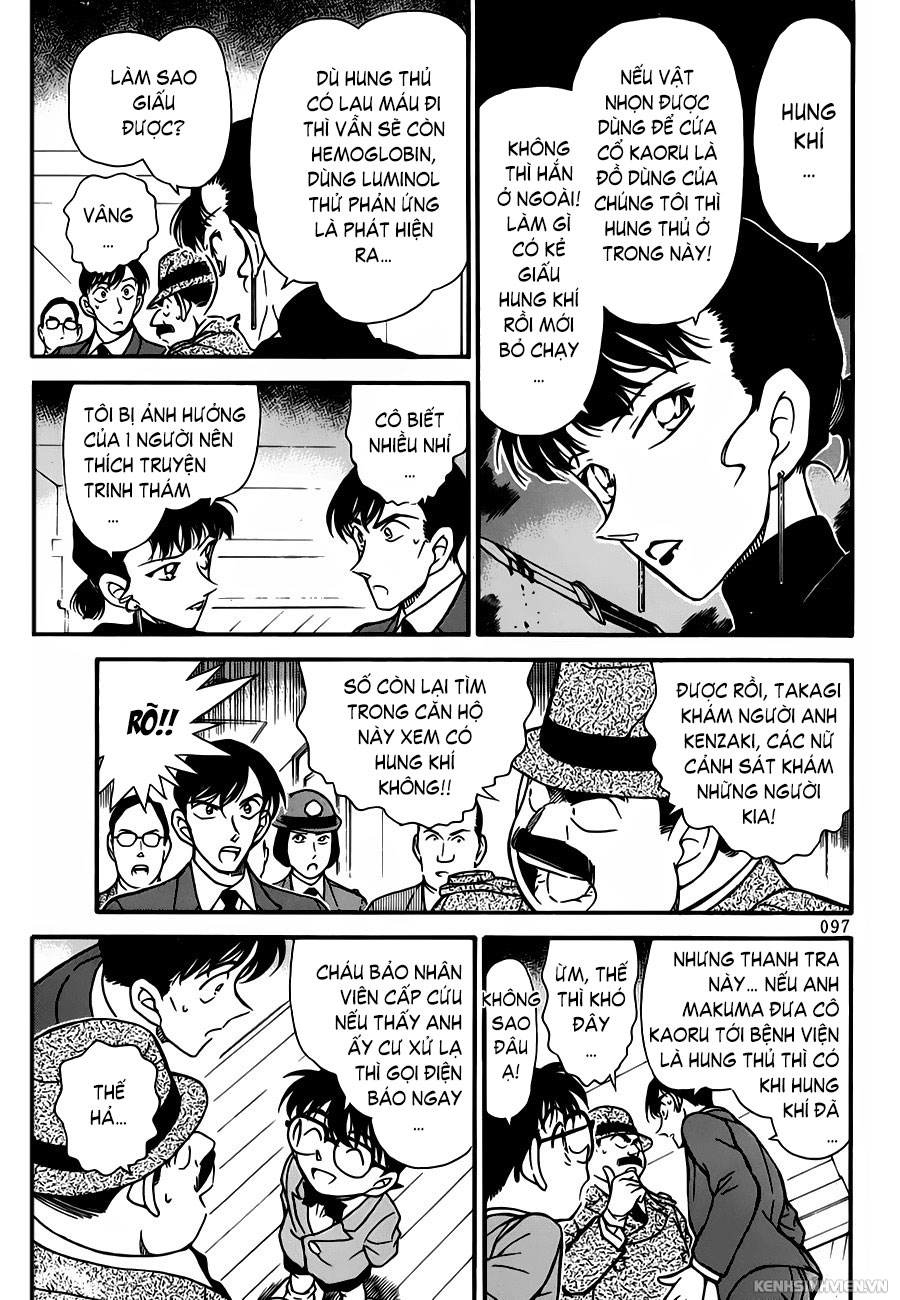 HUNG
KHÍ
...
NẾU VẬT
NHỌN ĐƯỢC
DÙNG ĐỂ CỨA
CỔ KAORU LÀ
ĐỒ DÙNG CỦA
CHÚNG TÔI THÌ
HUNG THỦ Ở
TRONG NÀY!
KHÔNG
THÌ HẮN
Ở NGOÀI!
LÀM GÌ
CÓ KẺ
GIẤU
HUNG KHÍ
RỒI MỚI
BỎ CHẠY
...
DÙ HUNG THỦ
CÓ LAU MÁU ĐI
THÌ VẪN SẼ CÒN
HEMOGLOBIN,
DÙNG LUMINOL
THỬ PHẢN ỨNG
LÀ PHÁT HIỆN
RA...
LÀM SAO
GIẤU
ĐƯỢC?
VÂNG
...
CÔ BIẾT
NHIỀU NHỈ
...
TÔI BỊ ẢNH HƯỞNG
CỦA 1 NGƯỜI NÊN
THÍCH TRUYỆN
TRINH THÁM
...
ĐƯỢC RỒI, TAKAGI
KHÁM NGƯỜI ANH
KENZAKI, CÁC NỮ
CẢNH SÁT KHÁM
NHỮNG NGƯỜI
KIA!
SỐ CÒN LẠI TÌM
TRONG CĂN HỘ
NÀY XEM CÓ
HUNG KHÍ
KHÔNG!!
RÕ!!
097
NHƯNG THANH TRA
NÀY... NẾU ANH
MAKUMA ĐƯA CÔ
KAORU TỚI BỆNH VIỆN
LÀ HUNG THỦ THÌ CÓ
KHI HUNG
KHÍ ĐÃ
...
ỪM, THẾ
THÌ KHÓ
ĐÂY
...
KHÔNG
SAO
ĐÂU
Ạ!
CHÁU BẢO NHÂN
VIÊN CẤP CỨU
NẾU THẤY ANH
ẤY CƯ XỬ LẠ
THÌ GỌI ĐIỆN
BÁO NGAY
...
THẾ
HẢ...
KENHSINHVIEN.VN